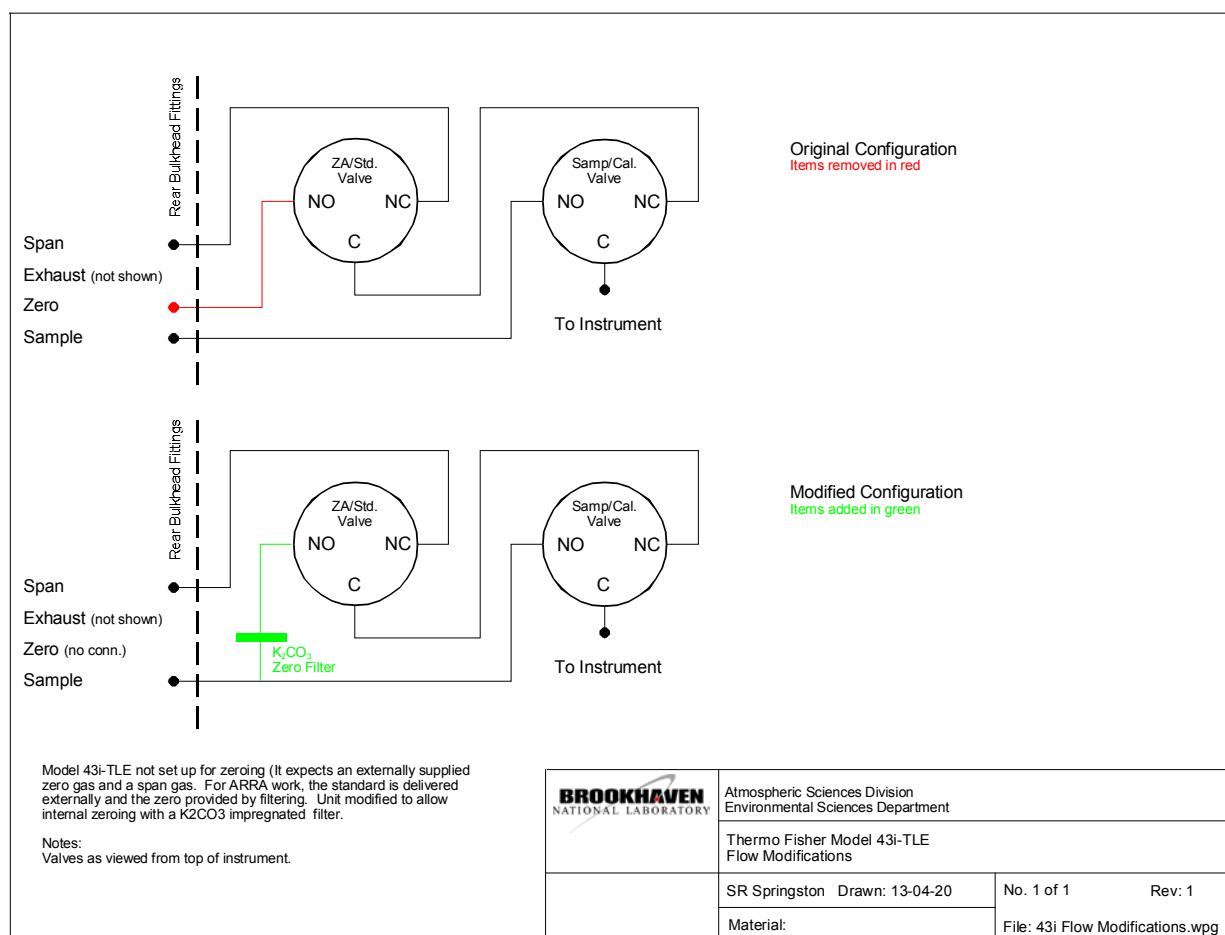 Rear Bulkhead Fittings
ZA/Std.
Valve
NO NC
C
Samp/Cal.
Valve
NO NC
C
Original Configuration
Items removed in red
Span
Exhaust (not shown)
Zero
Sample
To Instrument
Rear Bulkhead Fittings
ZA/Std.
Valve
NO NC
C
Samp/Cal.
Valve
NO NC
C
Modified Configuration
Items added in green
Span
Exhaust (not shown)
Zero (no conn.)
Sample
K₂CO₃
Zero Filter
To Instrument
Model 43i-TLE not set up for zeroing (It expects an externally supplied
zero gas and a span gas. For ARRA work, the standard is delivered
externally and the zero provided by filtering. Unit modified to allow
internal zeroing with a K2CO3 impregnated filter.
Notes:
Valves as viewed from top of instrument.
BROOKHAVEN
NATIONAL LABORATORY
Atmospheric Sciences Division
Environmental Sciences Department
Thermo Fisher Model 43i-TLE
Flow Modifications
SR Springston Drawn: 13-04-20
No. 1 of 1 Rev: 1
Material:
File: 43i Flow Modifications.wpg